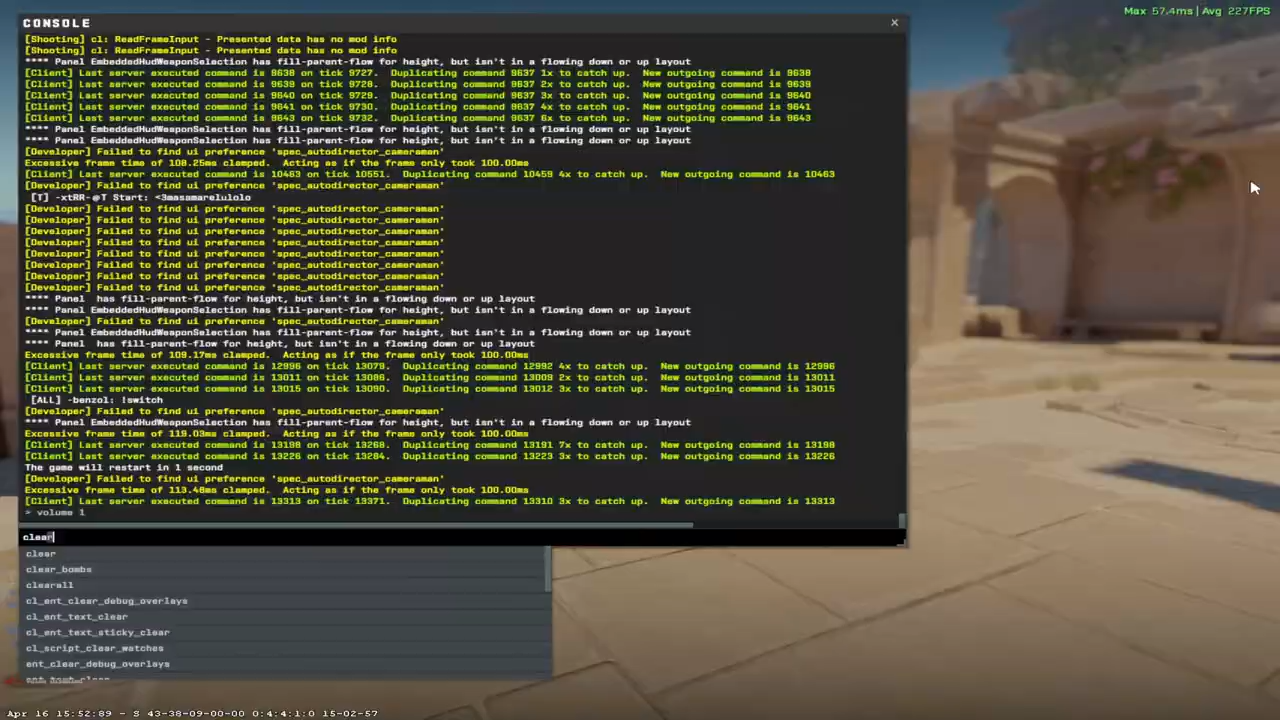 Max 57.4ms | Avg 227FPS
CONSOLE
[Shooting] cl: ReadFrameInput - Presented data has no mod info
[Shooting] cl: ReadFrameInput - Presented data has no mod info
**** Panel EmbeddedHudWeaponSelection has fill-parent-flow for height, but isn't in a flowing down or up layout
[Client] Last server executed command is 9638 on tick 9727. Duplicating command 9637 1x to catch up. New outgoing command is 9638
[Client] Last server executed command is 9639 on tick 9728. Duplicating command 9637 2x to catch up. New outgoing command is 9639
[Client] Last server executed command is 9640 on tick 9729. Duplicating command 9637 3x to catch up. New outgoing command is 9640
[Client] Last server executed command is 9641 on tick 9730. Duplicating command 9637 4x to catch up. New outgoing command is 9641
[Client] Last server executed command is 9643 on tick 9732. Duplicating command 9637 6x to catch up. New outgoing command is 9643
**** Panel EmbeddedHudWeaponSelection has fill-parent-flow for height, but isn't in a flowing down or up layout
**** Panel EmbeddedHudWeaponSelection has fill-parent-flow for height, but isn't in a flowing down or up layout
[Developer] Failed to find ui preference 'spec_autodirector_cameraman'
Excessive frame time of 108.25ms clamped. Acting as if the frame only took 100.00ms
[Client] Last server executed command is 10463 on tick 10551. Duplicating command 10459 4x to catch up. New outgoing command is 10463
[Developer] Failed to find ui preference 'spec_autodirector_cameraman'
[T] -xtRR-@T Start: <3masamarelulolo
[Developer] Failed to find ui preference 'spec_autodirector_cameraman'
[Developer] Failed to find ui preference 'spec_autodirector_cameraman'
[Developer] Failed to find ui preference 'spec_autodirector_cameraman'
[Developer] Failed to find ui preference 'spec_autodirector_cameraman'
[Developer] Failed to find ui preference 'spec_autodirector_cameraman'
[Developer] Failed to find ui preference 'spec_autodirector_cameraman'
[Developer] Failed to find ui preference 'spec_autodirector_cameraman'
[Developer] Failed to find ui preference 'spec_autodirector_cameraman'
**** Panel has fill-parent-flow for height, but isn't in a flowing down or up layout
**** Panel EmbeddedHudWeaponSelection has fill-parent-flow for height, but isn't in a flowing down or up layout
[Developer] Failed to find ui preference 'spec_autodirector_cameraman'
**** Panel EmbeddedHudWeaponSelection has fill-parent-flow for height, but isn't in a flowing down or up layout
**** Panel has fill-parent-flow for height, but isn't in a flowing down or up layout
Excessive frame time of 109.17ms clamped. Acting as if the frame only took 100.00ms
[Client] Last server executed command is 12996 on tick 13079. Duplicating command 12992 4x to catch up. New outgoing command is 12996
[Client] Last server executed command is 13011 on tick 13086. Duplicating command 13009 2x to catch up. New outgoing command is 13011
[Client] Last server executed command is 13015 on tick 13090. Duplicating command 13012 3x to catch up. New outgoing command is 13015
[ALL] -benzol: !switch
[Developer] Failed to find ui preference 'spec_autodirector_cameraman'
**** Panel EmbeddedHudWeaponSelection has fill-parent-flow for height, but isn't in a flowing down or up layout
Excessive frame time of 119.03ms clamped. Acting as if the frame only took 100.00ms
[Client] Last server executed command is 13198 on tick 13268. Duplicating command 13191 7x to catch up. New outgoing command is 13198
[Client] Last server executed command is 13226 on tick 13284. Duplicating command 13223 3x to catch up. New outgoing command is 13226
The game will restart in 1 second
[Developer] Failed to find ui preference 'spec_autodirector_cameraman'
Excessive frame time of 113.48ms clamped. Acting as if the frame only took 100.00ms
[Client] Last server executed command is 13313 on tick 13371. Duplicating command 13310 3x to catch up. New outgoing command is 13313
> volume 1
clear
clear
clear_bombs
clearall
cl_ent_clear_debug_overlays
cl_ent_text_clear
cl_ent_text_sticky_clear
cl_script_clear_watches
ent_clear_debug_overlays
ent_text_clear
Apr 16 15:52:89 - S 43-38-09-00-00 0:4:4:1:0 15-02-57